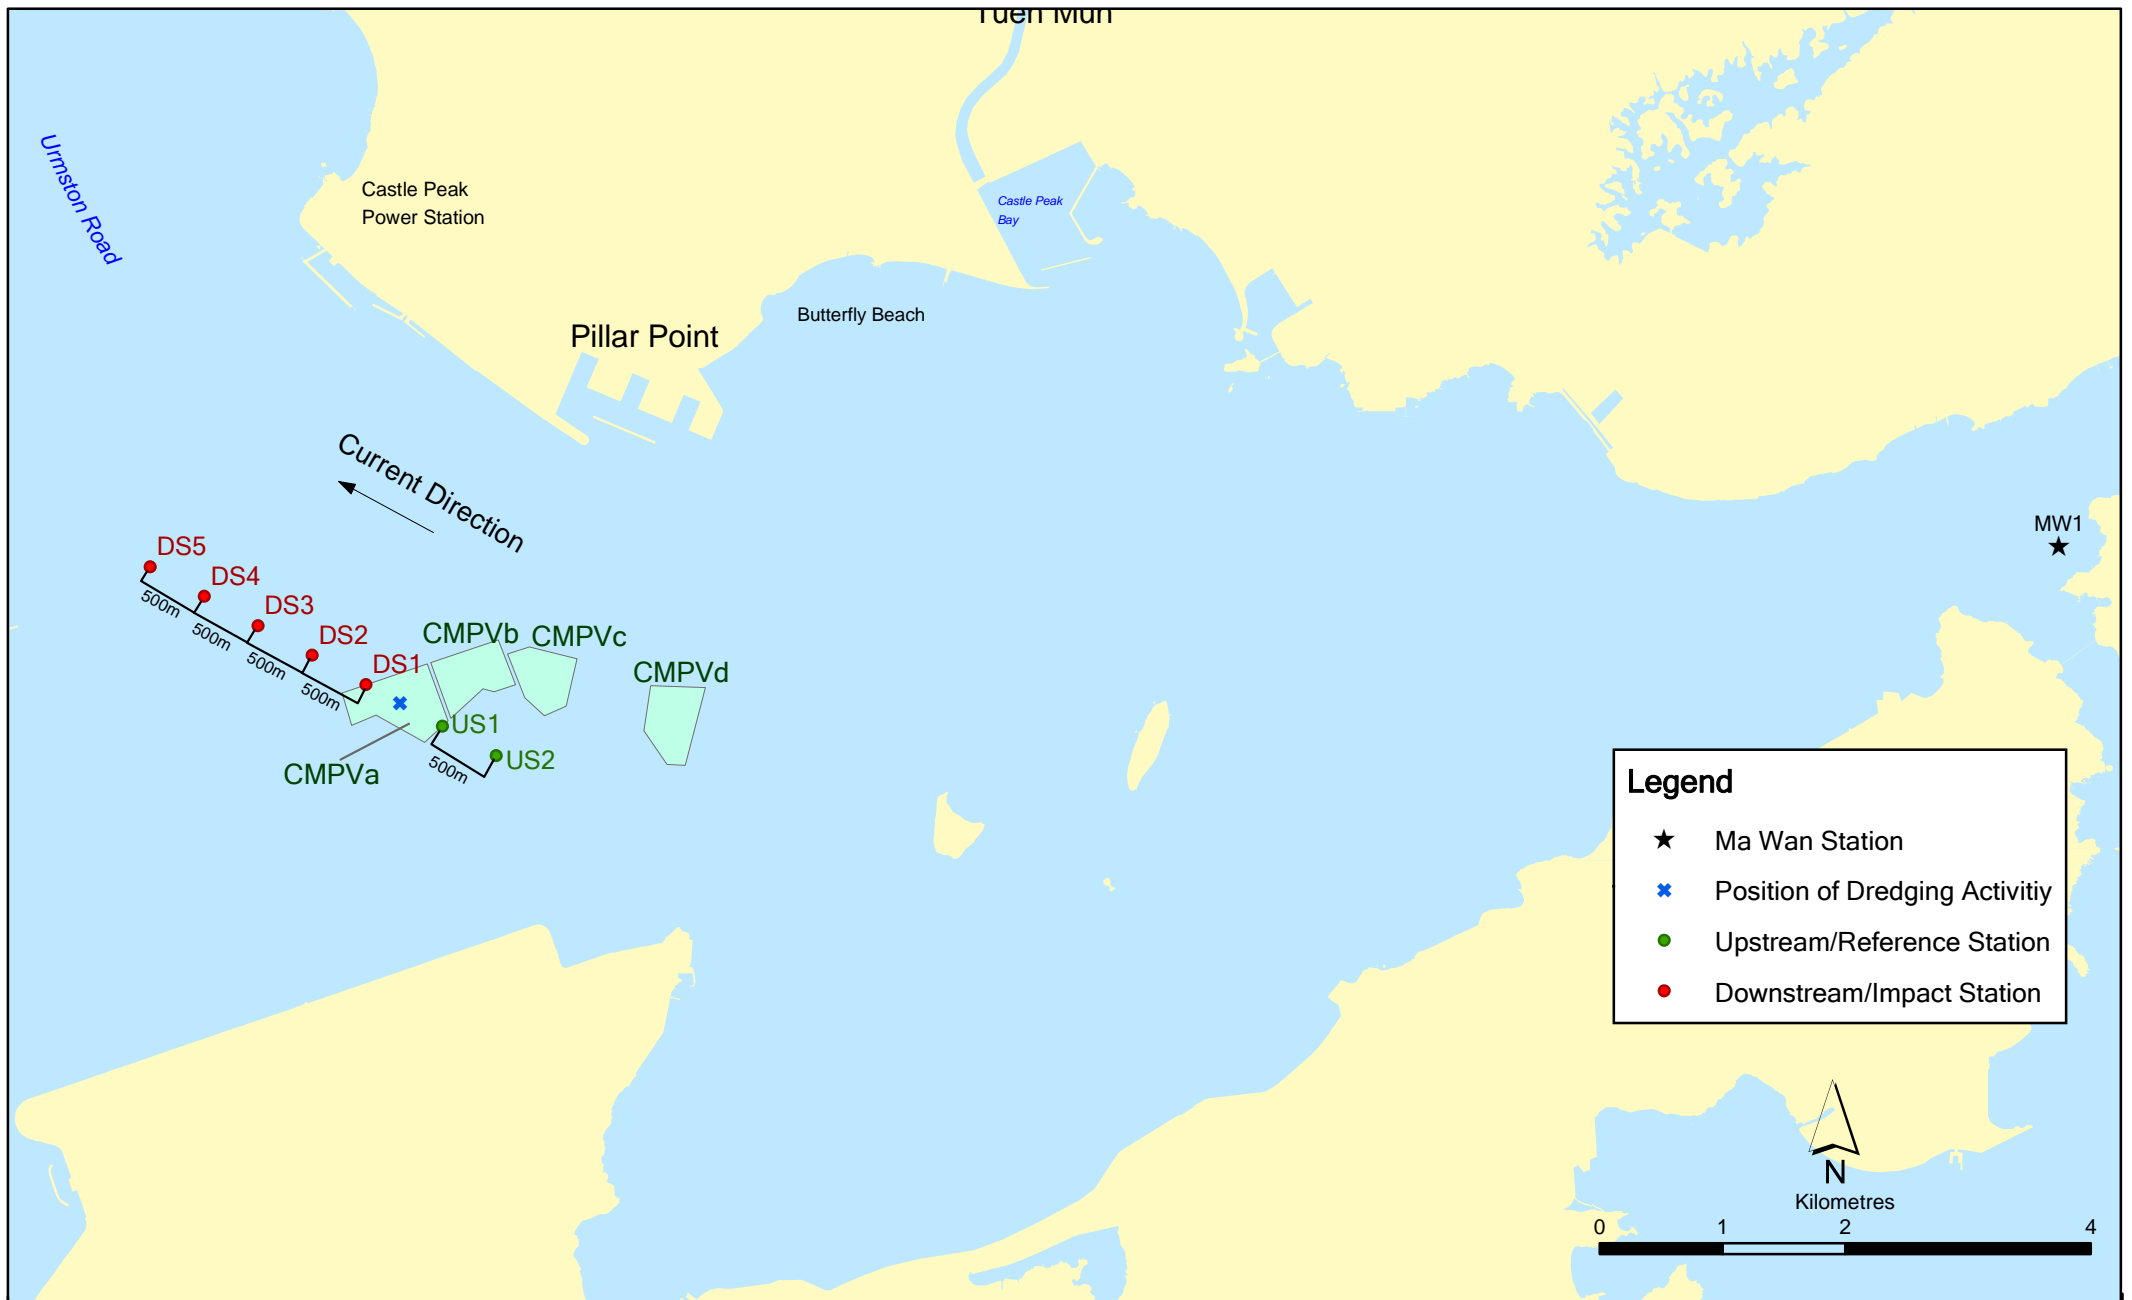 Tuen Mun
Urmston Road
Castle Peak
Power Station
Castle Peak
Bay
Butterfly Beach
Pillar Point
Current Direction
MW1
DS5
DS4
DS3
DS2
DS1
500m
500m
500m
500m
CMPVb
CMPVc
CMPVd
US1
US2
500m
CMPVa
Legend
Ma Wan Station
Position of Dredging Activitiy
Upstream/Reference Station
Downstream/Impact Station
N
Kilometres
0 1 2 4